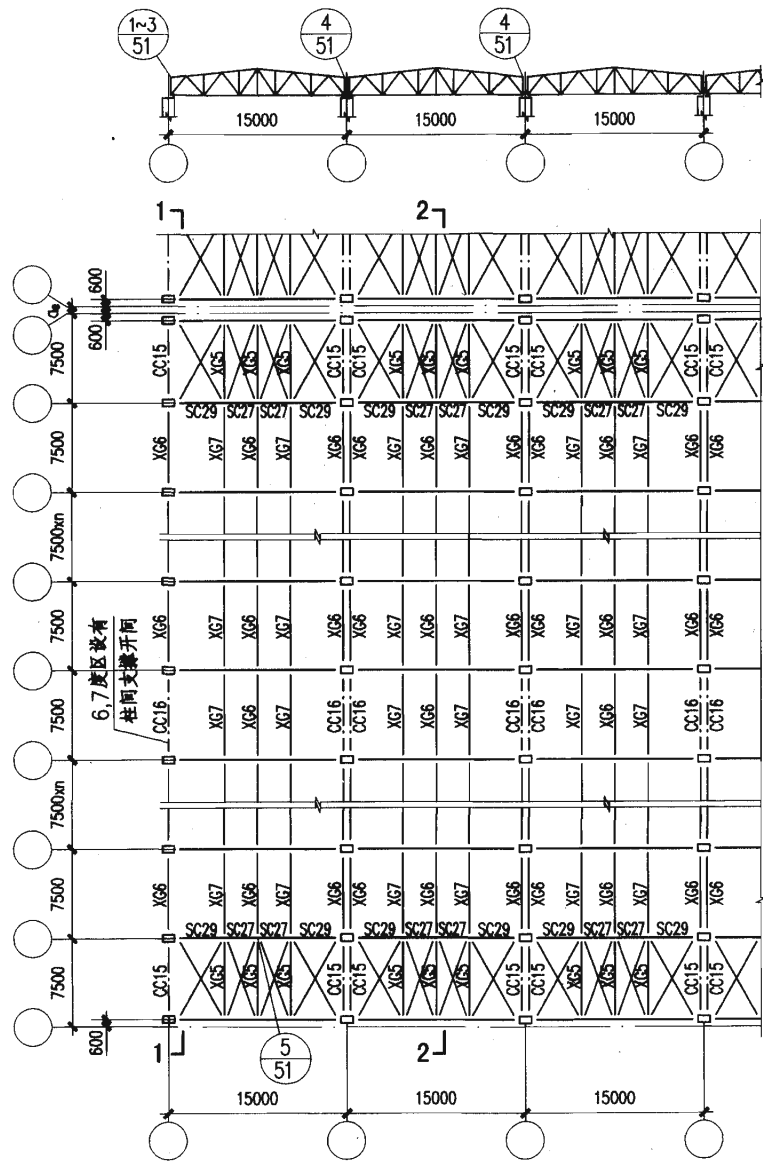 1~3 4 4
51 51 51
15000 15000 15000
1 2
600
600
7500
CC15 XG5 XG5 XG5 CC15 CC15 XG5 XG5 XG5 CC15 CC15 XG5 XG5 XG5 CC15 CC15
SC29 SC27 SC27 SC29 SC29 SC27 SC27 SC29 SC29 SC27 SC27 SC29
7500
XG6 XG7 XG6 XG7 XG6 XG6 XG7 XG6 XG7 XG6 XG6 XG7 XG6 XG7 XG6 XG6
7500xn
7500
XG6 XG7 XG6 XG7 XG6 XG6 XG7 XG6 XG7 XG6 XG6 XG7 XG6 XG7 XG6 XG6
6,7度区设有
柱间支撑开间
7500
CC16 XG7 XG6 XG7 CC16 CC16 XG7 XG6 XG7 CC16 CC16 XG7 XG6 XG7 CC16 CC16
7500xn
7500
XG6 XG7 XG6 XG7 XG6 XG6 XG7 XG6 XG7 XG6 XG6 XG7 XG6 XG7 XG6 XG6
SC29 SC27 SC27 SC29 SC29 SC27 SC27 SC29 SC29 SC27 SC27 SC29
7500
CC15 XG5 XG5 XG5 CC15 CC15 XG5 XG5 XG5 CC15 CC15 XG5 XG5 XG5 CC15 CC15
600
1 2
5
51
15000 15000 15000